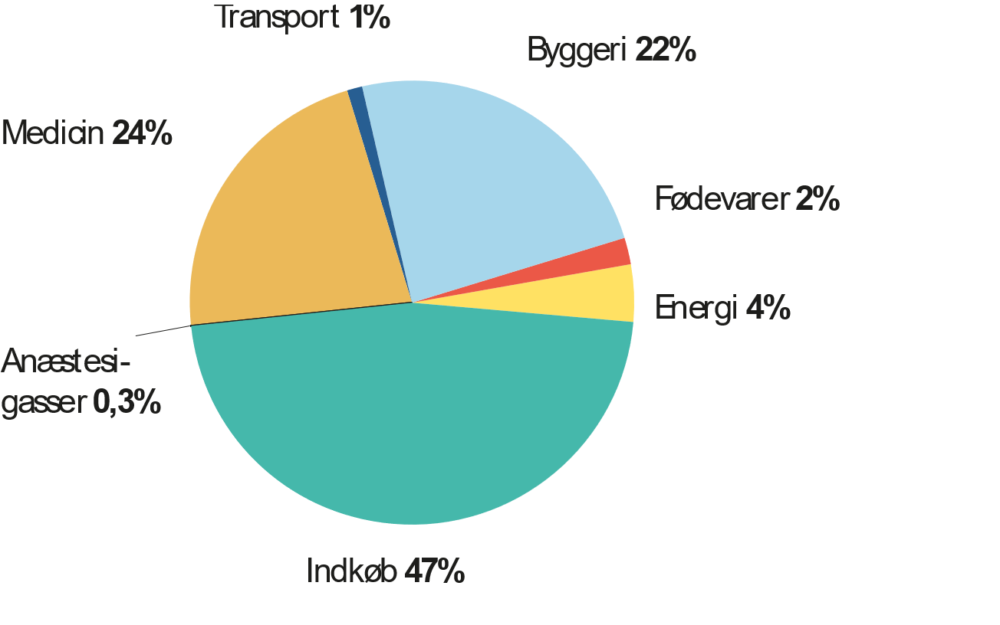 Transport 1%
Byggeri 22%
Medicin 24%
Fødevarer 2%
Energi 4%
Anæstesi-
gasser 0,3%
Indkøb 47%